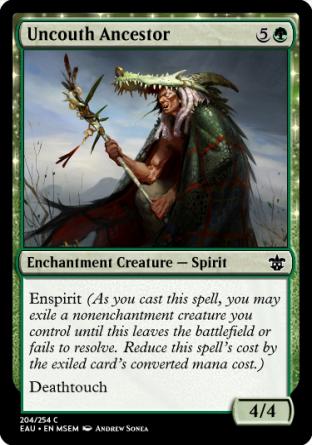 Uncouth Ancestor 5
Enchantment Creature — Spirit
Enspirit (As you cast this spell, you may
exile a nonenchantment creature you
control until this leaves the battlefield or
fails to resolve. Reduce this spell's cost by
the exiled card's converted mana cost.)
Deathtouch
4/4
204/254 C
EAU • EN MSEM Andrew Sonea